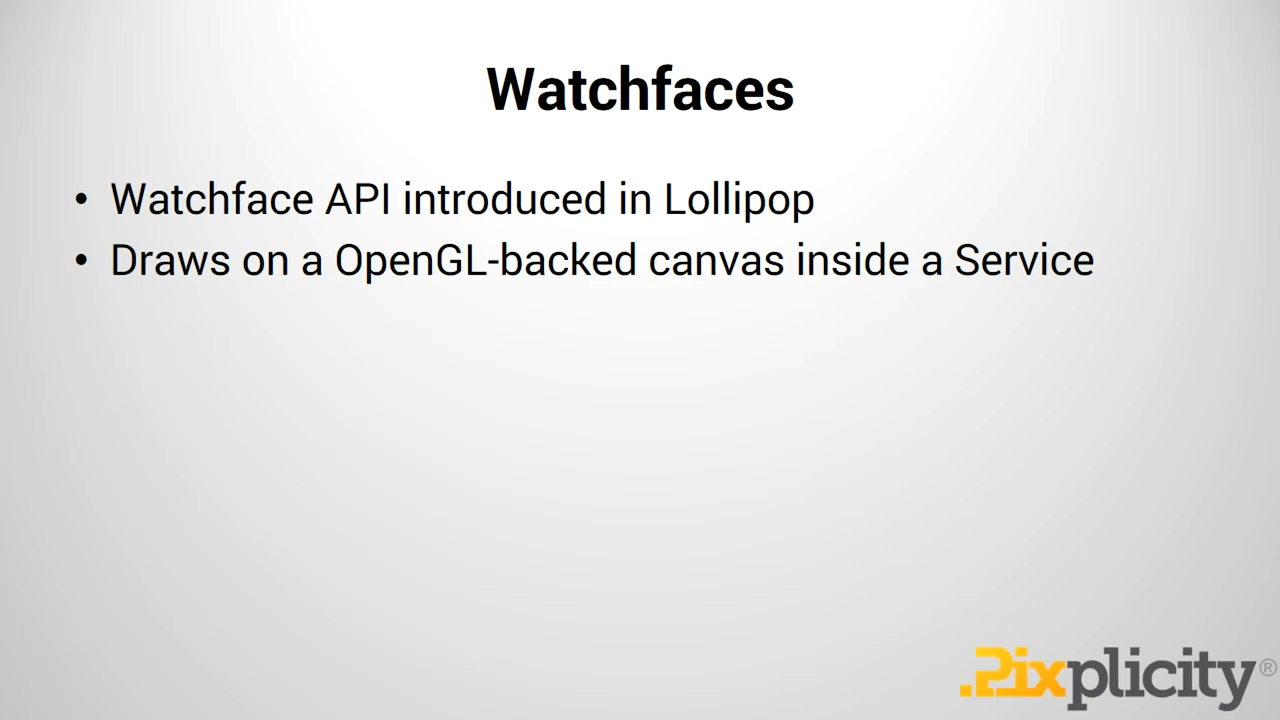 Watchfaces
• Watchface API introduced in Lollipop
• Draws on a OpenGL-backed canvas inside a Service
.Pixplicity®